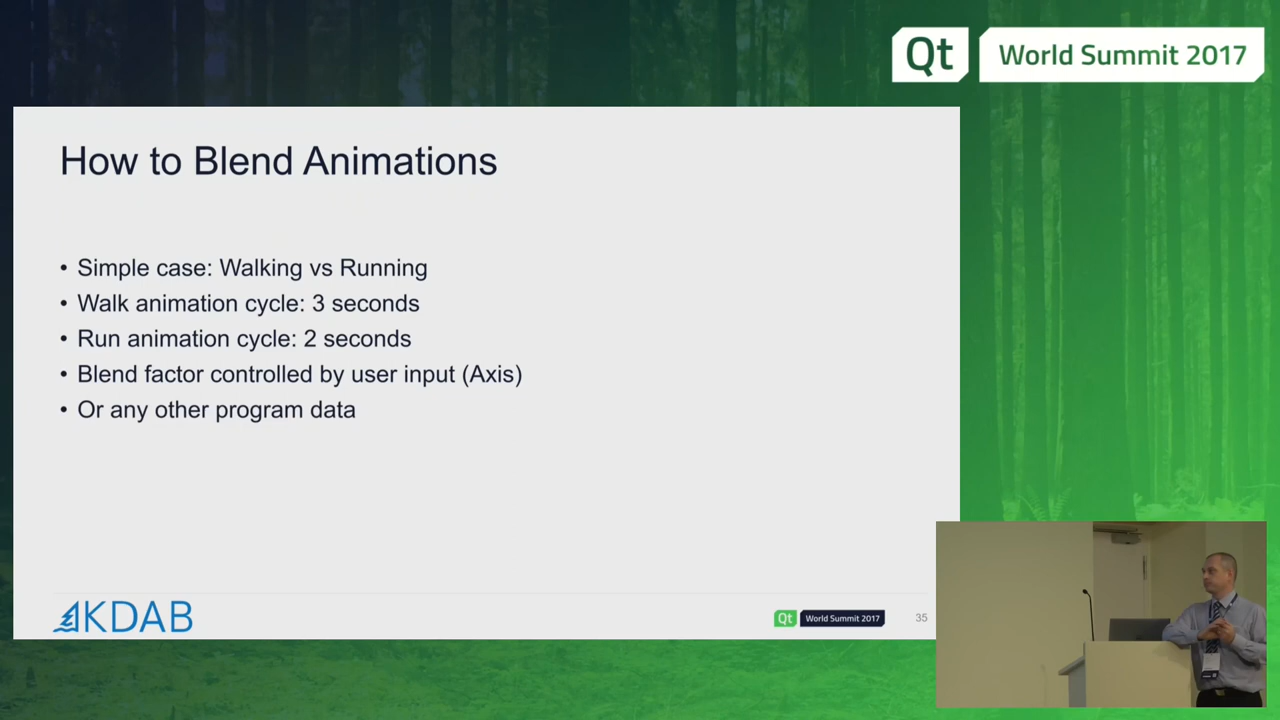 Qt World Summit 2017
How to Blend Animations
• Simple case: Walking vs Running
• Walk animation cycle: 3 seconds
• Run animation cycle: 2 seconds
• Blend factor controlled by user input (Axis)
• Or any other program data
KDAB
Qt World Summit 2017
35